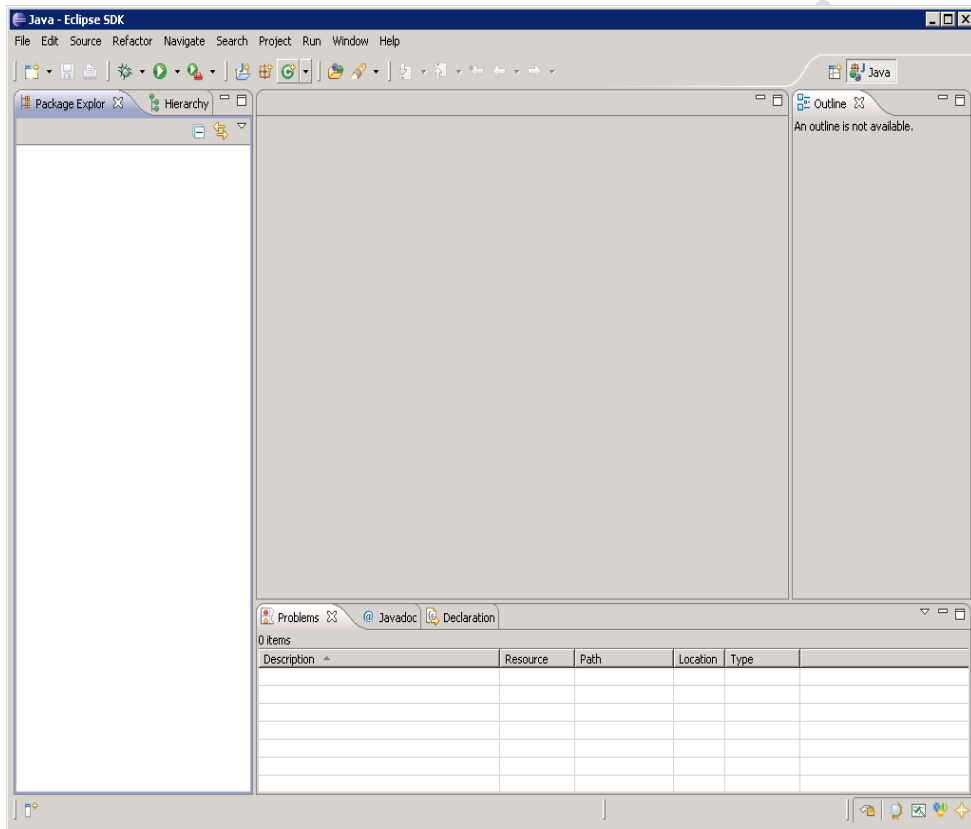 Java - Eclipse SDK
File Edit Source Refactor Navigate Search Project Run Window Help
Java
Package Explor Hierarchy
Outline
An outline is not available.
Problems @ Javadoc Declaration
0 items
Description Resource Path Location Type